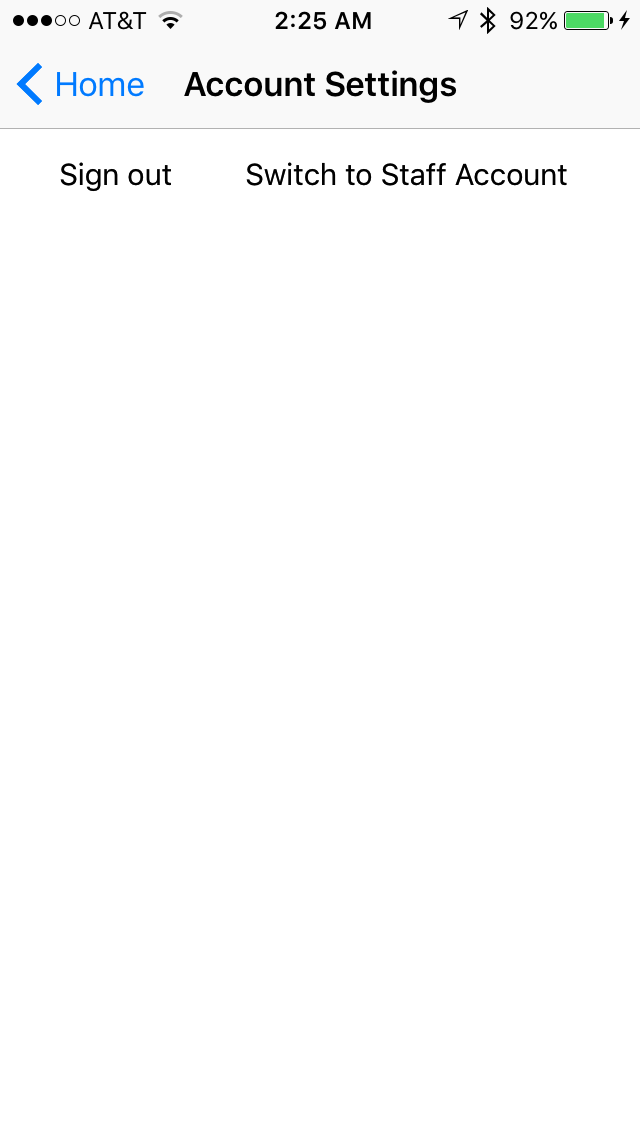 AT&T 2:25 AM 92%
Home Account Settings
Sign out Switch to Staff Account